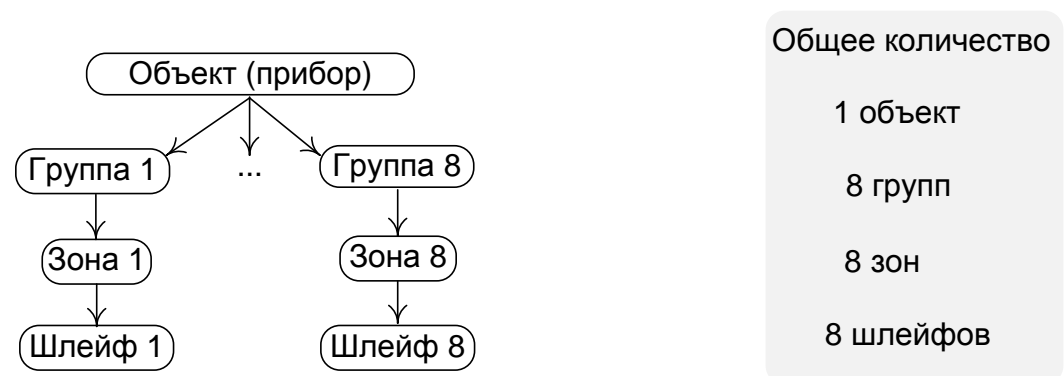 Общее количество
Объект (прибор)
1 объект
Группа 1
...
Группа 8
8 групп
Зона 1
Зона 8
8 зон
Шлейф 1
Шлейф 8
8 шлейфов